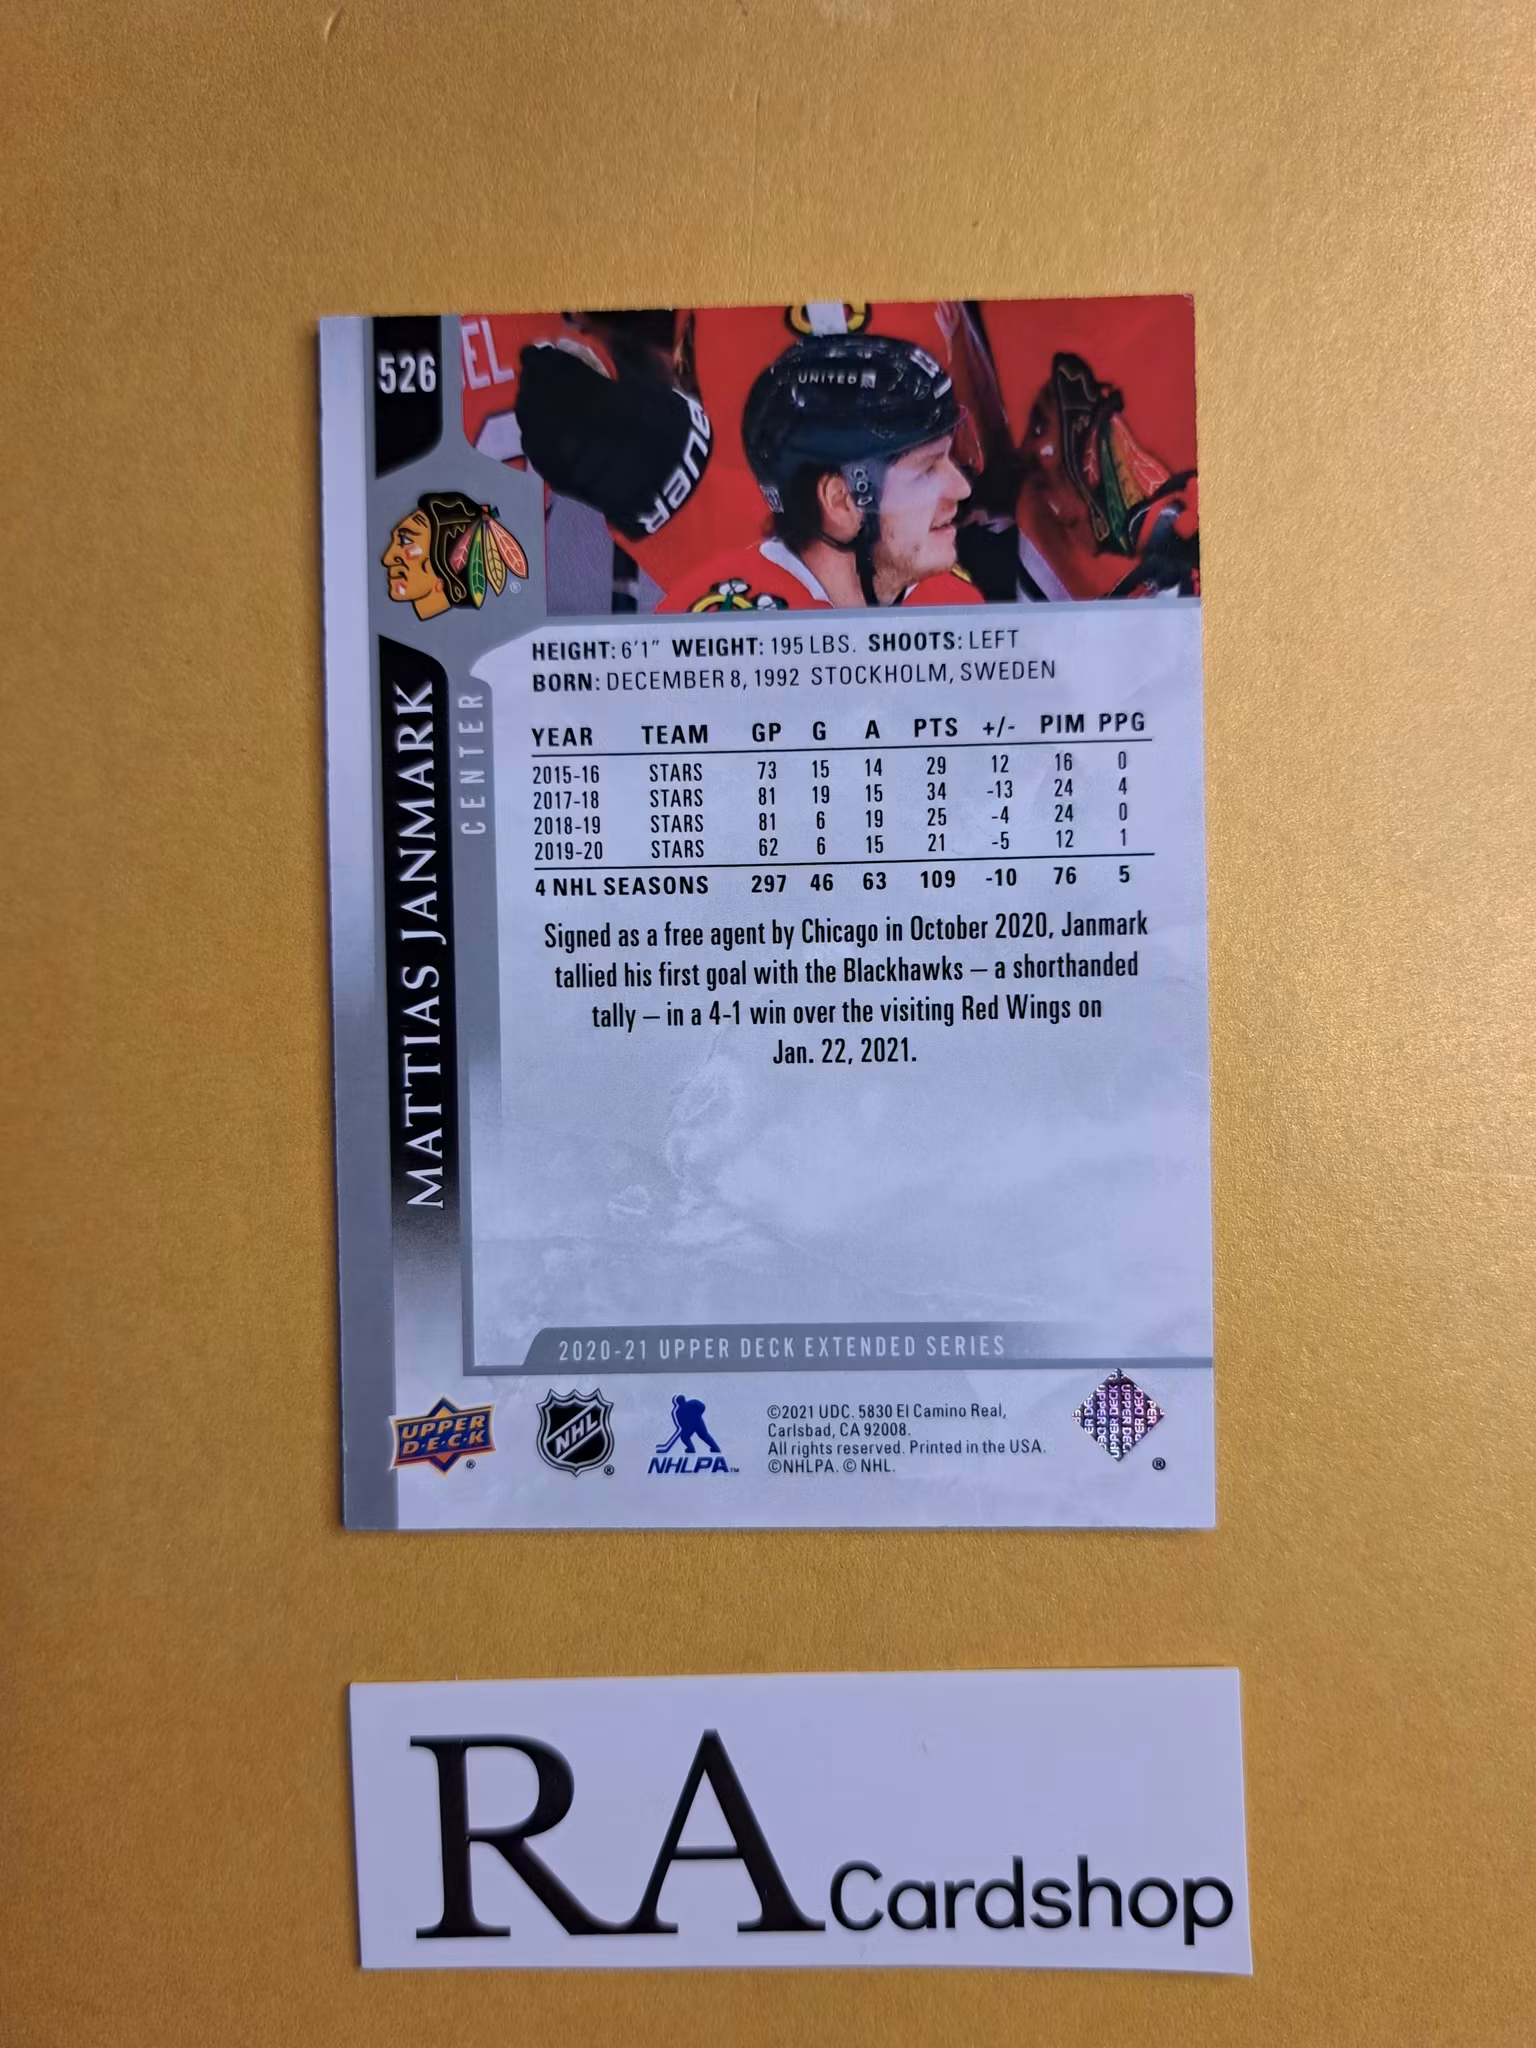 526
EL
BAUER
UNITED
HEIGHT: 6'1" WEIGHT: 195 LBS. SHOOTS: LEFT
BORN: DECEMBER 8, 1992 STOCKHOLM, SWEDEN
MATTIAS JANMARK
CENTER
YEAR TEAM GP G A PTS +/- PIM PPG
2015-16 STARS 73 15 14 29 12 16 0
2017-18 STARS 81 19 15 34 -13 24 4
2018-19 STARS 81 6 19 25 -4 24 0
2019-20 STARS 62 6 15 21 -5 12 1
4 NHL SEASONS 297 46 63 109 -10 76 5
Signed as a free agent by Chicago in October 2020, Janmark
tallied his first goal with the Blackhawks – a shorthanded
tally – in a 4-1 win over the visiting Red Wings on
Jan. 22, 2021.
2020-21 UPPER DECK EXTENDED SERIES
UPPER
D·E·C·K ®
NHL ®
NHLPA™
©2021 UDC. 5830 El Camino Real,
Carlsbad, CA 92008.
All rights reserved. Printed in the USA.
©NHLPA. © NHL.
UPPER DECK
®
RA Cardshop